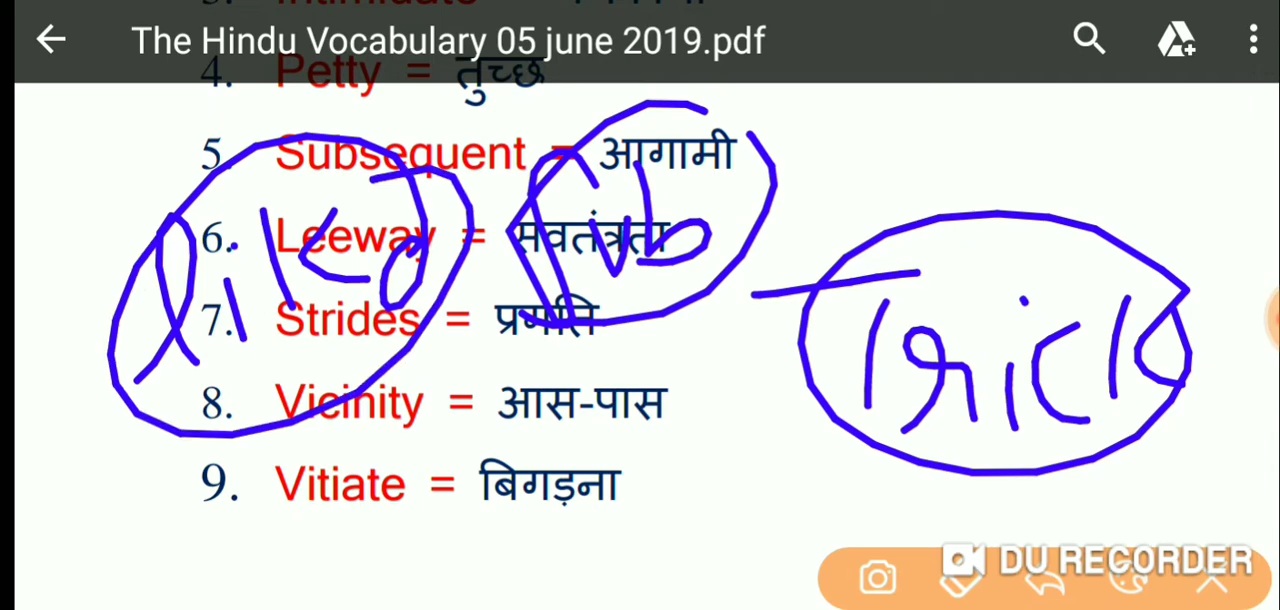 The Hindu Vocabulary 05 june 2019.pdf
4. Petty = तुच्छ
5. Subsequent = आगामी
6. Leeway = स्वतंत्रता
7. Strides = प्रगति
8. Vicinity = आस-पास
9. Vitiate = बिगड़ना
like
Sub
Trick
DU RECORDER